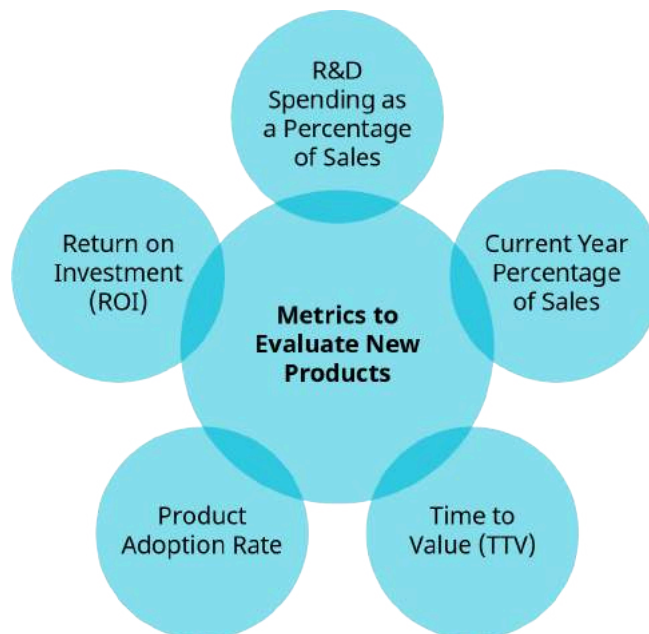 R&D
Spending as
a Percentage
of Sales
Return on
Investment
(ROI)
Current Year
Percentage
of Sales
Metrics to
Evaluate New
Products
Product
Adoption Rate
Time to
Value (TTV)